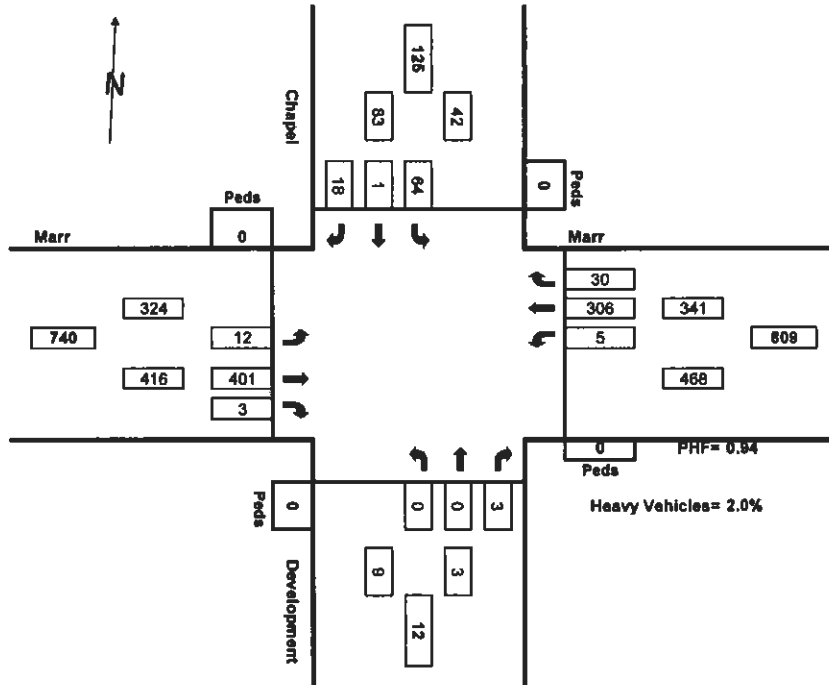 N
Chapel
125
83
42
18
1
64
Peds
0
Peds
0
Marr
324
740
12
416
401
3
Marr
30
306
341
5
809
468
0
Peds
PHF= 0.94
Heavy Vehicles= 2.0%
Peds
0
0
0
3
Development
9
3
12